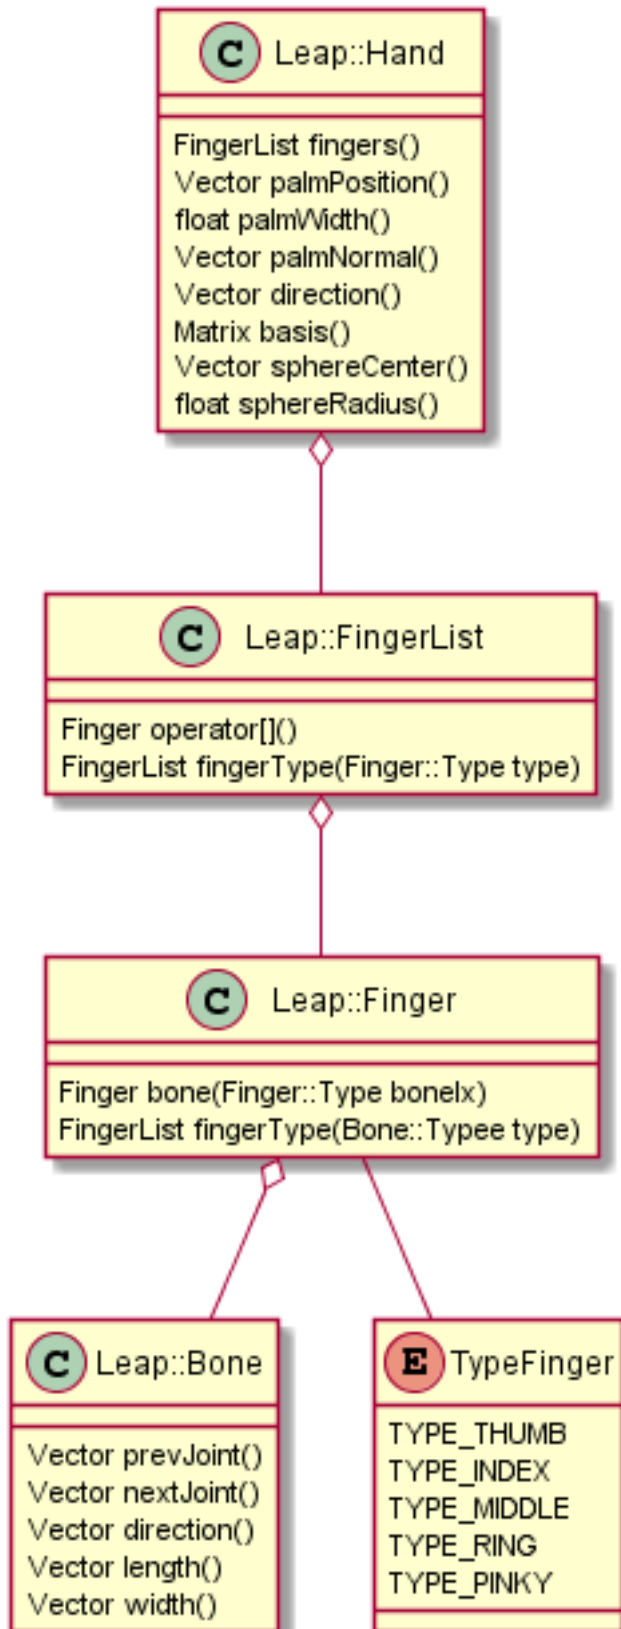 C Leap::Hand
FingerList fingers()
Vector palmPosition()
float palmWidth()
Vector palmNormal()
Vector direction()
Matrix basis()
Vector sphereCenter()
float sphereRadius()
C Leap::FingerList
Finger operator[]()
FingerList fingerType(Finger::Type type)
C Leap::Finger
Finger bone(Finger::Type boneIx)
FingerList fingerType(Bone::Typee type)
C Leap::Bone
Vector prevJoint()
Vector nextJoint()
Vector direction()
Vector length()
Vector width()
E TypeFinger
TYPE_THUMB
TYPE_INDEX
TYPE_MIDDLE
TYPE_RING
TYPE_PINKY